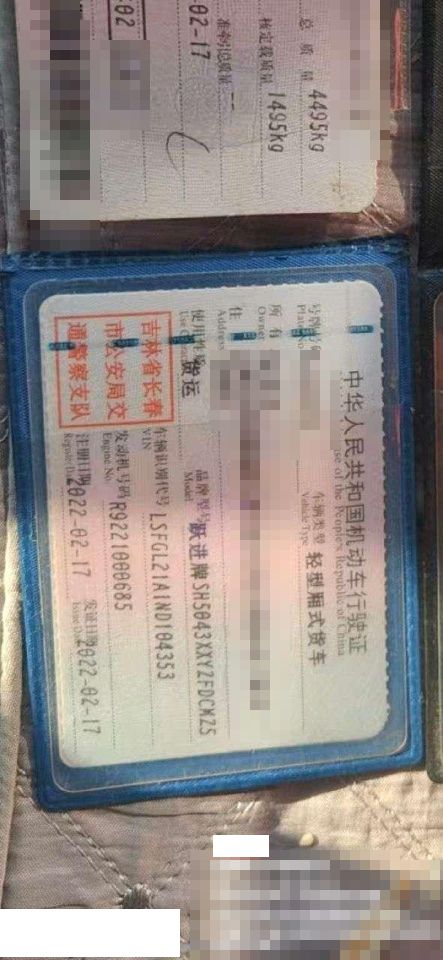 总质量 4495kg
核定载质量 1495kg
准牵引总质量 --
02-17
:02
中华人民共和国机动车行驶证
se of the People's Republic of China
号牌号码
Plate No.
车辆类型 轻型厢式货车
Vehicle Type
所有
Owner
住
Address
使用性质 货运
Use Character
品牌型号 跃进牌SH5043XXYZFDCMZ5
Model
吉林省长春
市公安局交
通警察支队
车辆识别代号 LSFGL21A1ND104353
VIN
发动机号码 R9221000685
Engine No.
注册日期 2022-02-17
Register Date
发证日期 2022-02-17
Issue Date